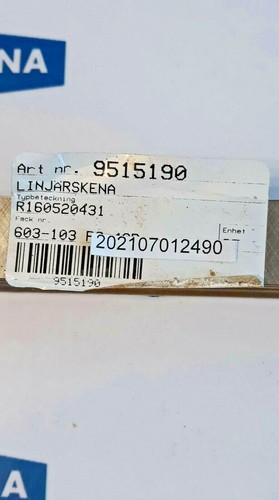 NA
Art nr. 9515190
LINJÄRSKENA
Typbeteckning
R160520431
Fack nr.
Enhet
603-103
202107012490
9515190
NA